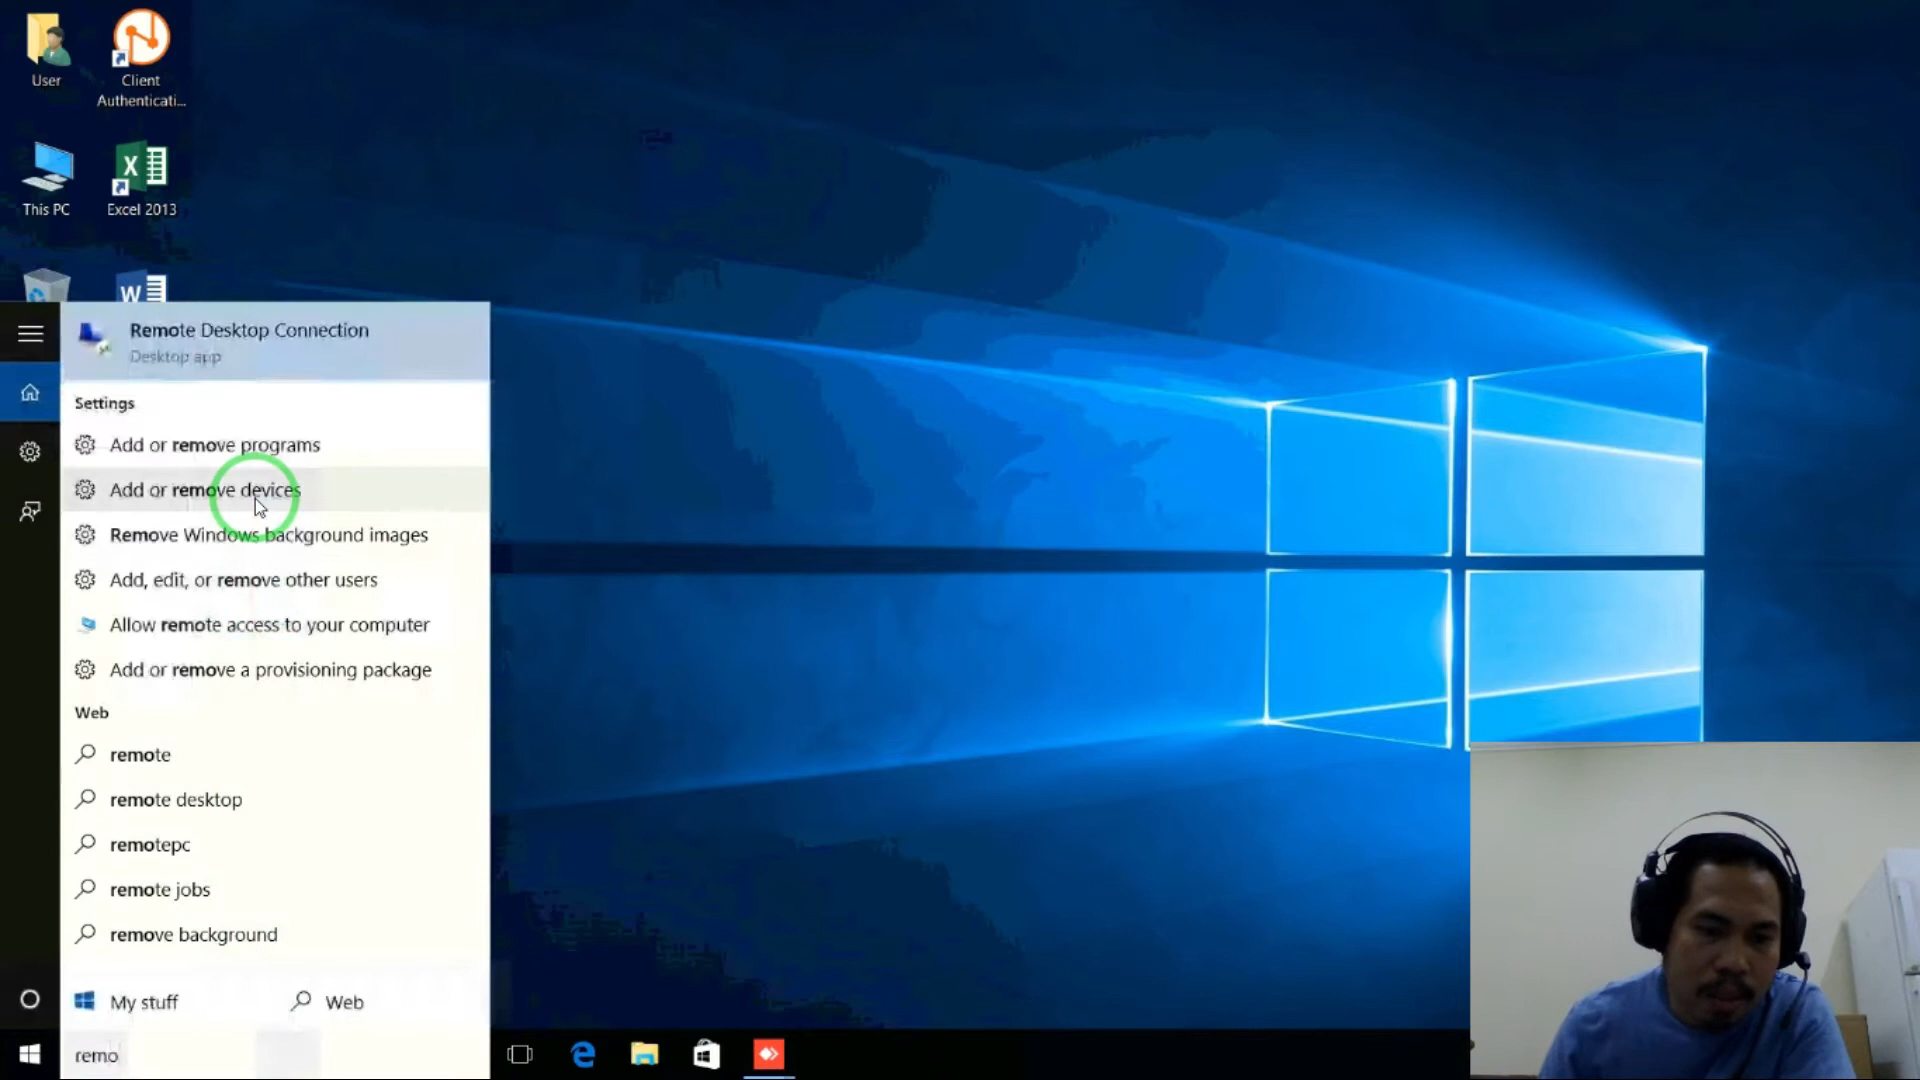 User
Client
Authenticati...
This PC
Excel 2013
Remote Desktop Connection
Desktop app
Settings
Add or remove programs
Add or remove devices
Remove Windows background images
Add, edit, or remove other users
Allow remote access to your computer
Add or remove a provisioning package
Web
remote
remote desktop
remotepc
remote jobs
remove background
My stuff
Web
remo